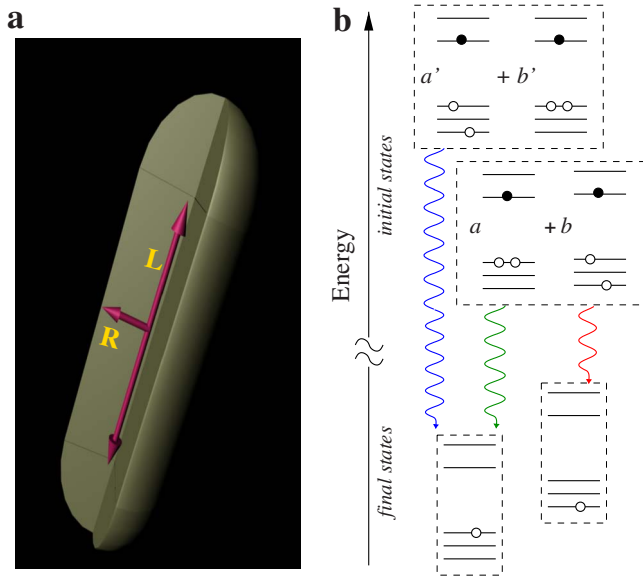 a
b
L
R
Energy
initial states
final states
a’ + b’
a + b